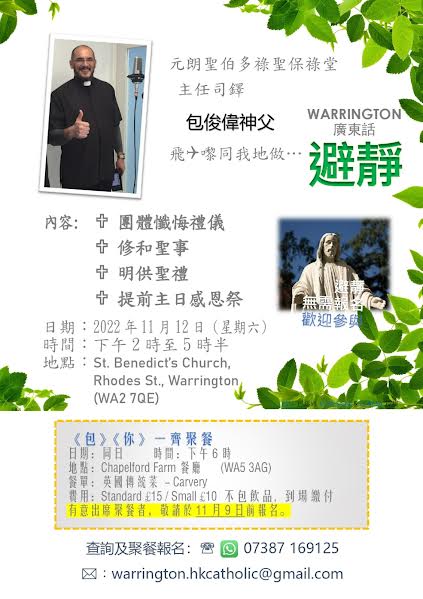 元朗聖伯多祿聖保祿堂
主任司鐸
包俊偉神父
飛✈嚟同我地做…
WARRINGTON
廣東話
避靜
內容: ✞ 團體懺悔禮儀
✞ 修和聖事
✞ 明供聖禮
✞ 提前主日感恩祭
避靜
無需報名
歡迎參與
日期：2022 年 11 月 12 日（星期六）
時間：下午 2 時至 5 時半
地點：St. Benedict's Church,
Rhodes St., Warrington
(WA2 7QE)
《包》《你》一齊聚餐
日期：同日 時間：下午 6 時
地點：Chapelford Farm 餐廳 (WA5 3AG)
餐單：英國傳統菜 – Carvery
費用：Standard £15 / Small £10 不包飲品，到場繳付
有意出席聚餐者，敬請於 11 月 9 日前報名。
查詢及聚餐報名：☎ 07387 169125
✉：warrington.hkcatholic@gmail.com